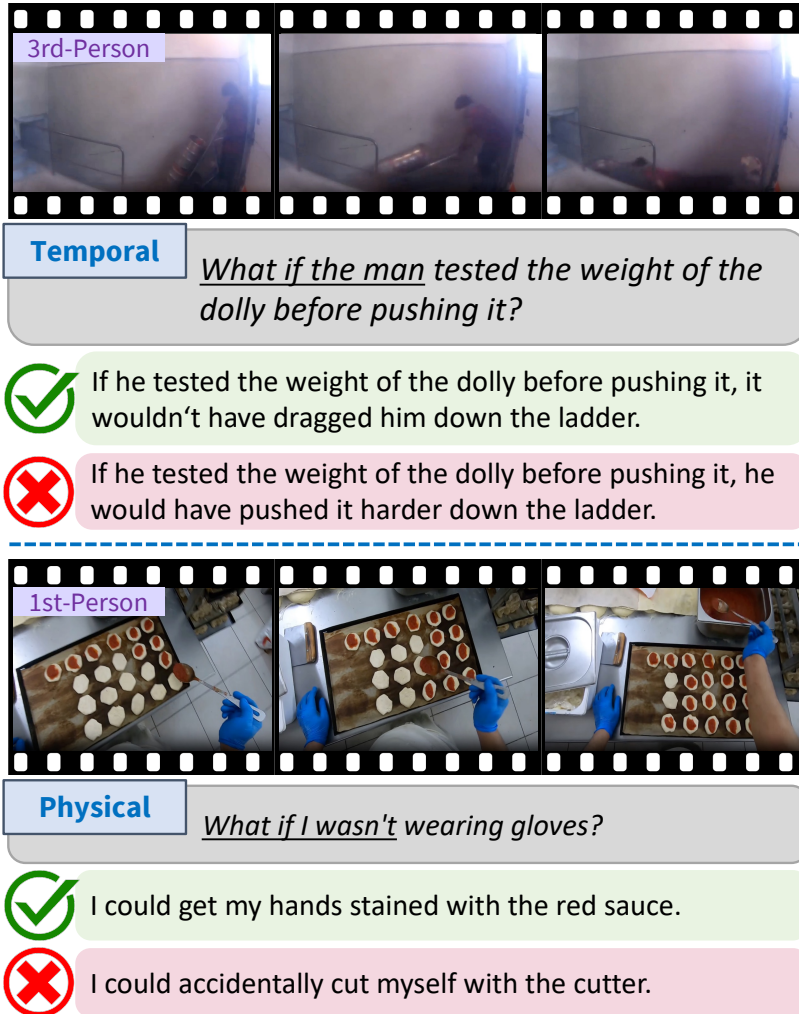 3rd-Person
Temporal
What if the man tested the weight of the
dolly before pushing it?
If he tested the weight of the dolly before pushing it, it
wouldn‘t have dragged him down the ladder.
If he tested the weight of the dolly before pushing it, he
would have pushed it harder down the ladder.
1st-Person
Physical
What if I wasn't wearing gloves?
I could get my hands stained with the red sauce.
I could accidentally cut myself with the cutter.